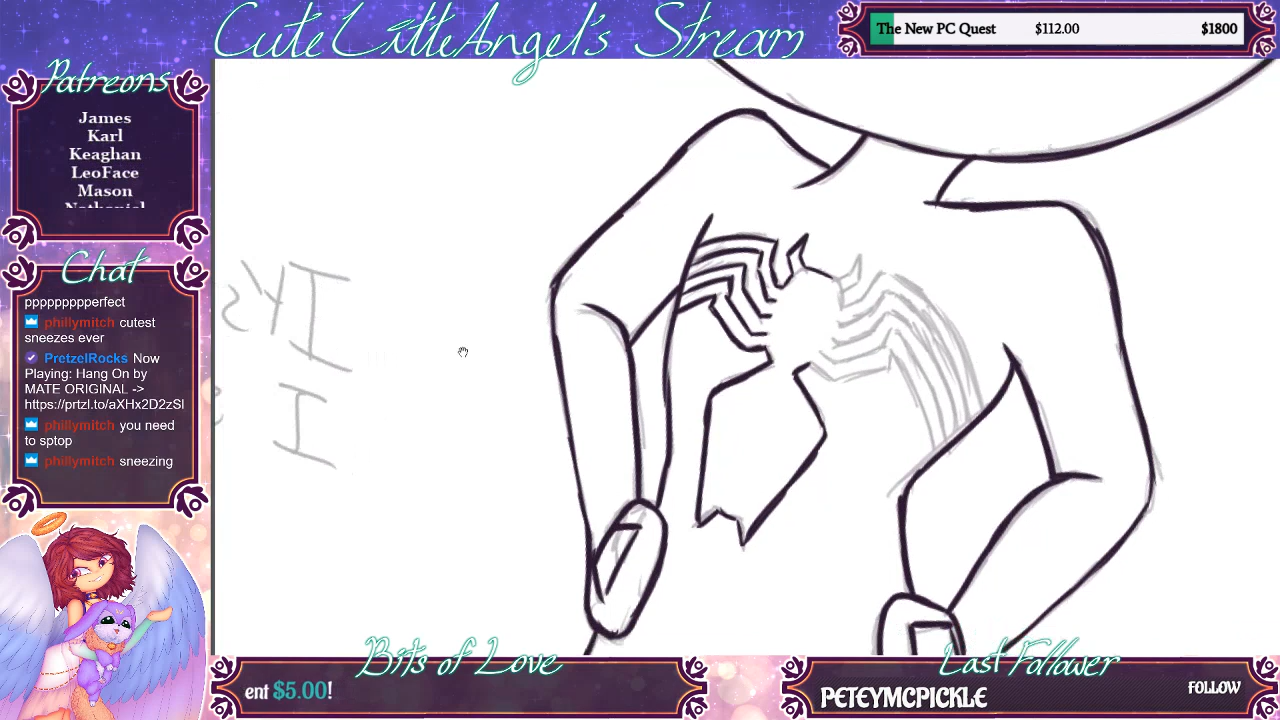 CuteLittleAngel's Stream
The New PC Quest $112.00 $1800
Patreons
James
Karl
Keaghan
LeoFace
Mason
Nathaniel
Chat
pppppppppperfect
phillymitch cutest
sneezes ever
PretzelRocks Now
Playing: Hang On by
MATE ORIGINAL ->
https://prtzl.to/aXHx2D2zSl
phillymitch you need
to sptop
phillymitch sneezing
Bits of Love
ent $5.00!
Last Follower
PETEYMCPICKLE
FOLLOW